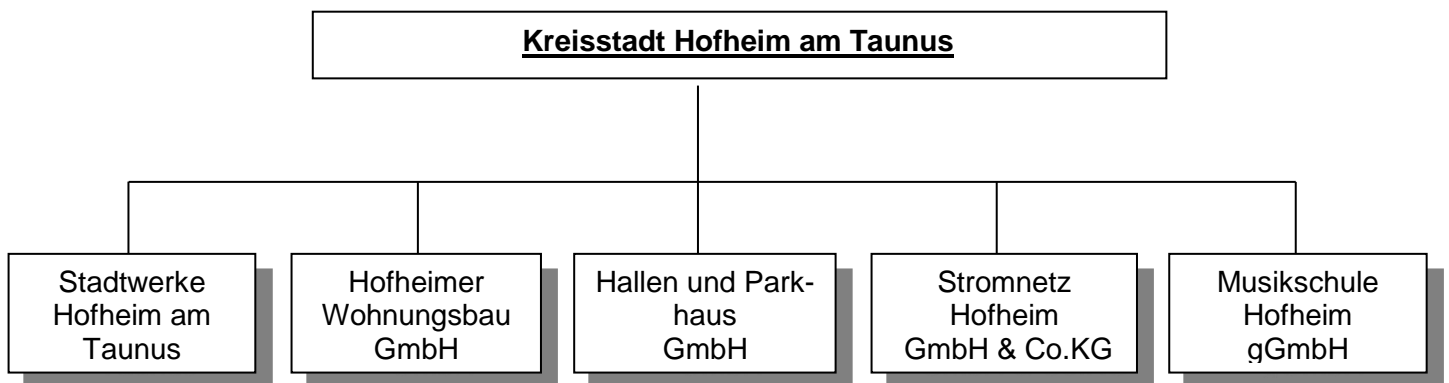 Kreisstadt Hofheim am Taunus
Stadtwerke
Hofheim am
Taunus
Hofheimer
Wohnungsbau
GmbH
Hallen und Park-
haus
GmbH
Stromnetz
Hofheim
GmbH & Co.KG
Musikschule
Hofheim
gGmbH